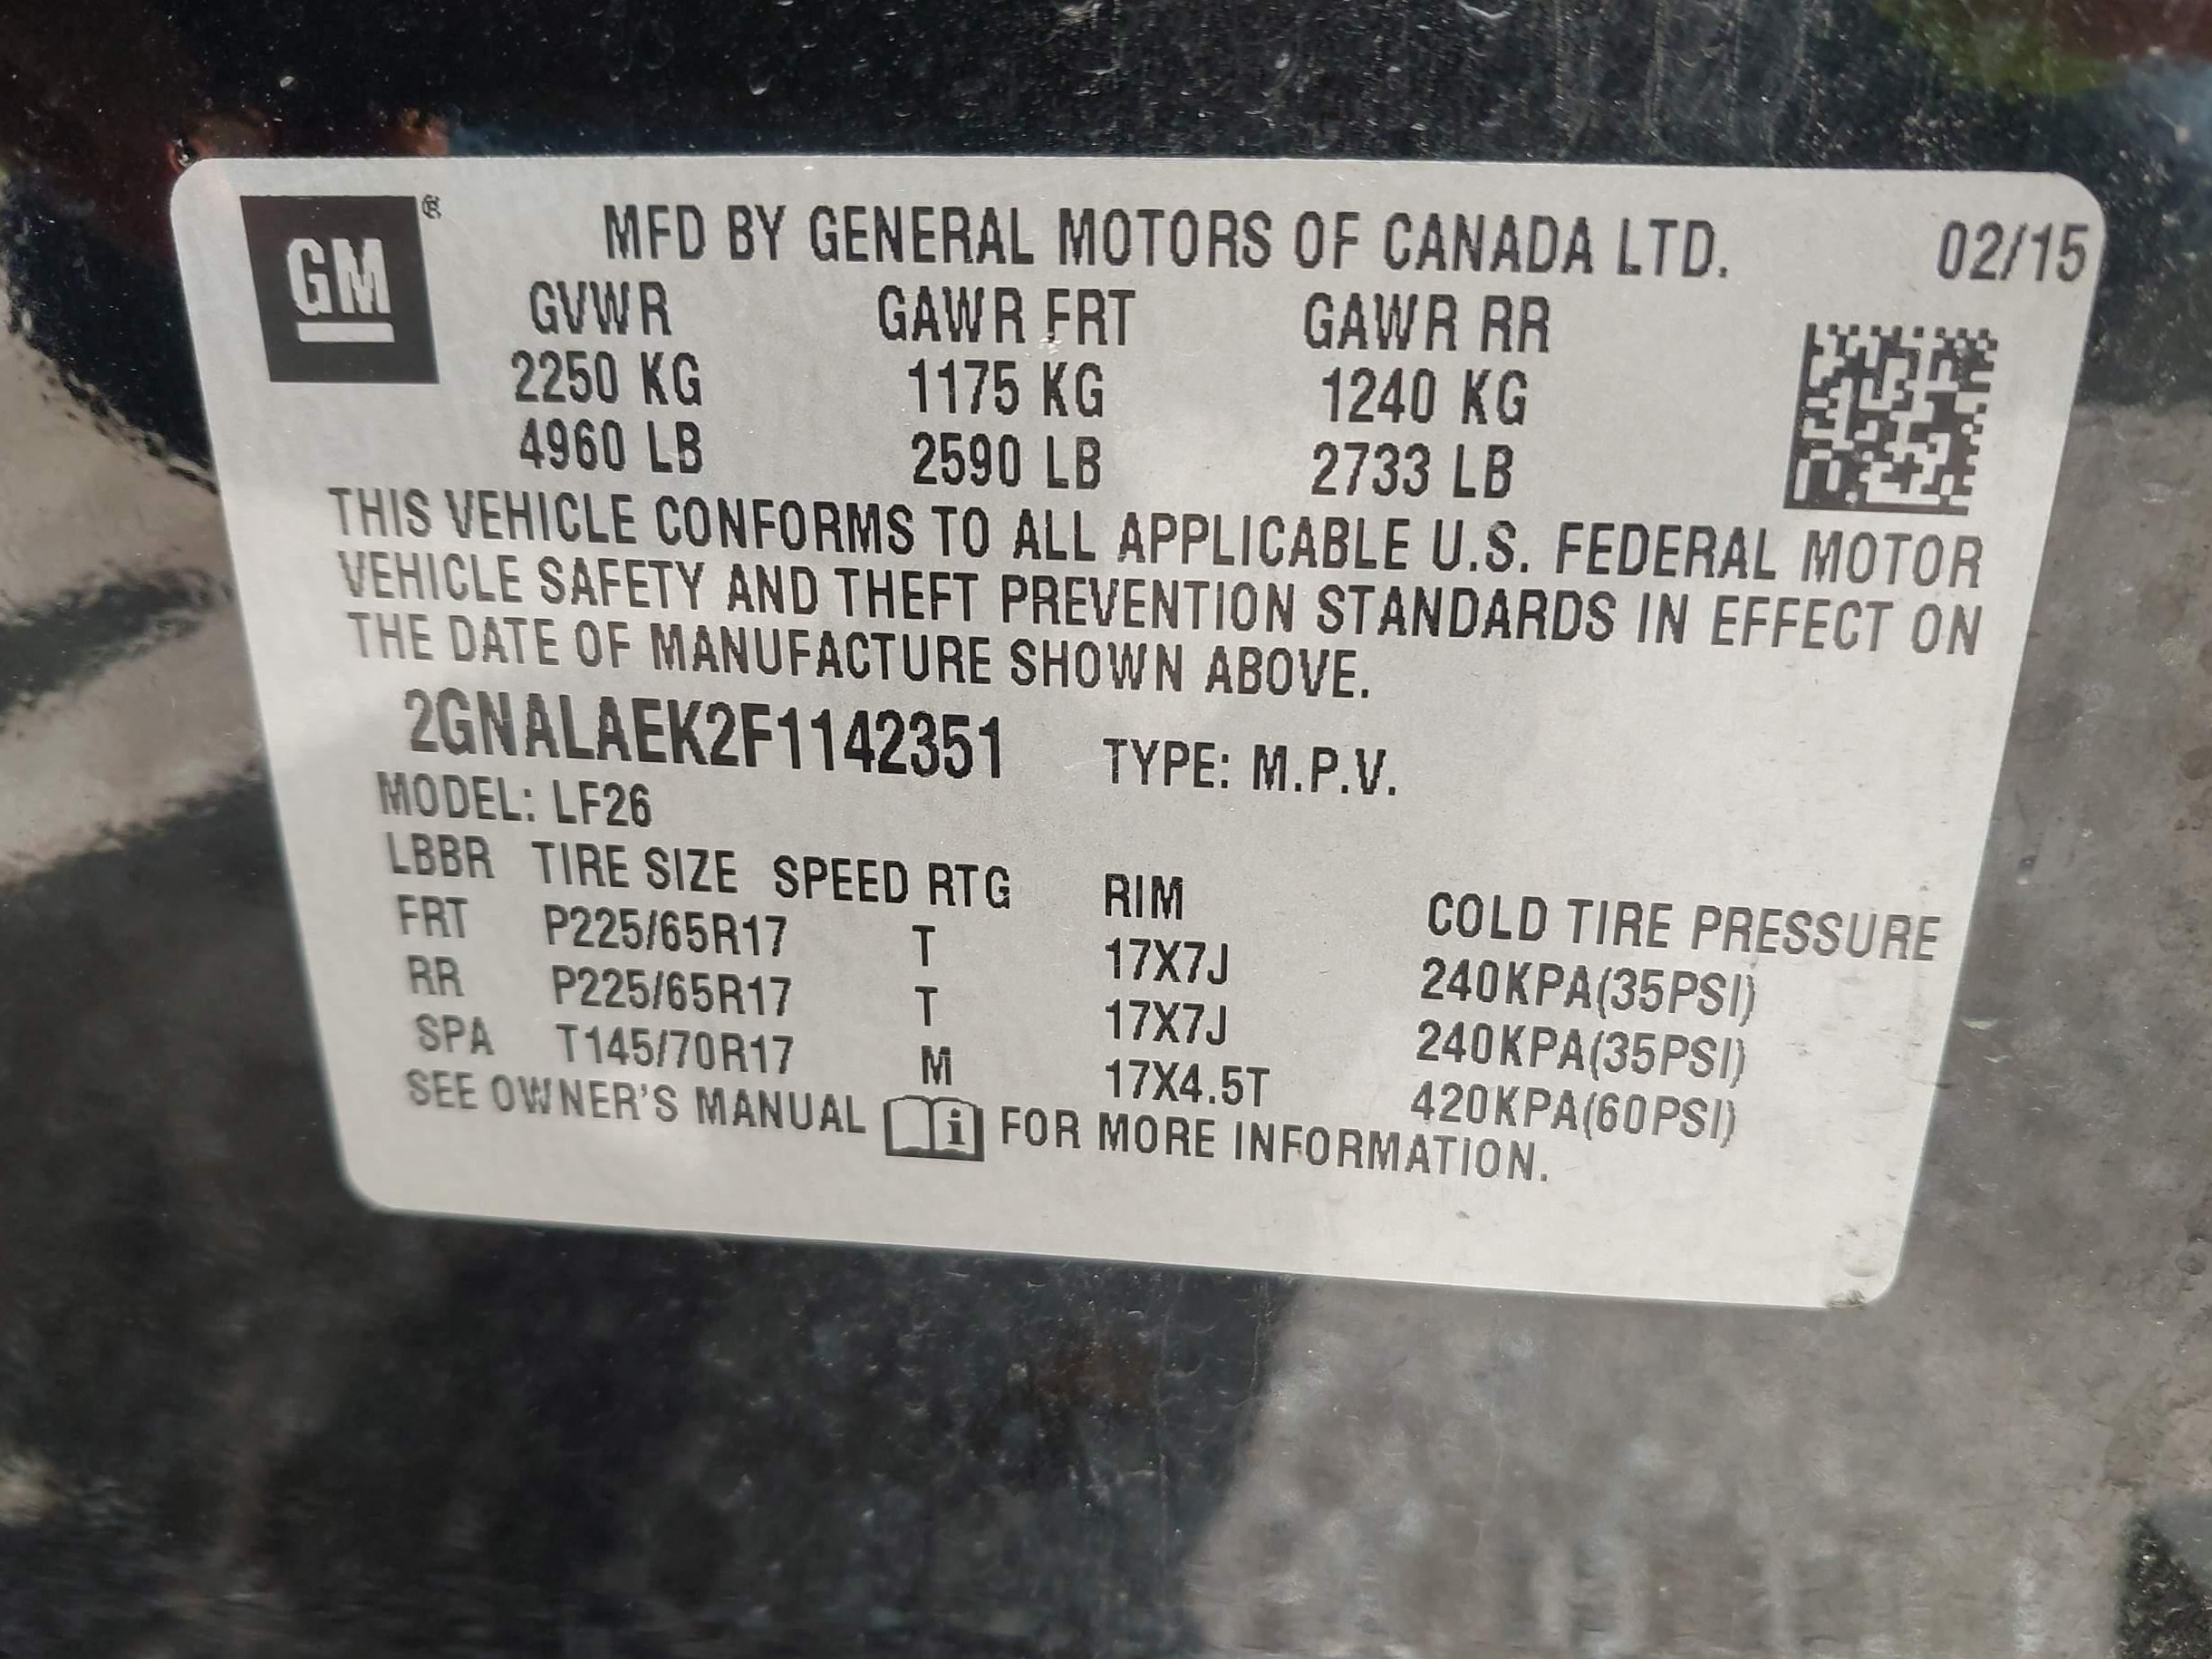 GM ®
MFD BY GENERAL MOTORS OF CANADA LTD. 02/15
GVWR GAWR FRT GAWR RR
2250 KG 1175 KG 1240 KG
4960 LB 2590 LB 2733 LB
THIS VEHICLE CONFORMS TO ALL APPLICABLE U.S. FEDERAL MOTOR
VEHICLE SAFETY AND THEFT PREVENTION STANDARDS IN EFFECT ON
THE DATE OF MANUFACTURE SHOWN ABOVE.
2GNALAEK2F1142351 TYPE: M.P.V.
MODEL: LF26
LBBR TIRE SIZE SPEED RTG RIM COLD TIRE PRESSURE
FRT P225/65R17 T 17X7J 240KPA(35PSI)
RR P225/65R17 T 17X7J 240KPA(35PSI)
SPA T145/70R17 M 17X4.5T 420KPA(60PSI)
SEE OWNER'S MANUAL i FOR MORE INFORMATION.